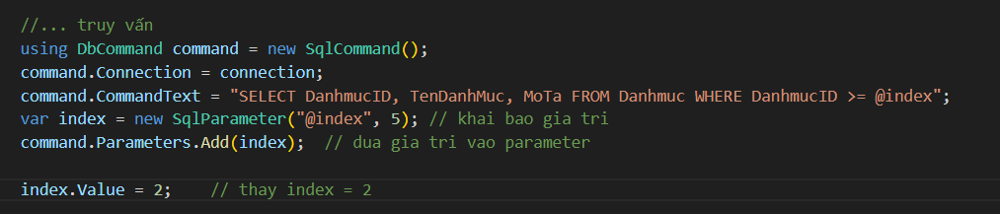 //... truy vấn
using DbCommand command = new SqlCommand();
command.Connection = connection;
command.CommandText = "SELECT DanhmucID, TenDanhMuc, MoTa FROM Danhmuc WHERE DanhmucID >= @index";
var index = new SqlParameter("@index", 5); // khai bao gia tri
command.Parameters.Add(index);  // dua gia tri vao parameter
index.Value = 2;    // thay index = 2